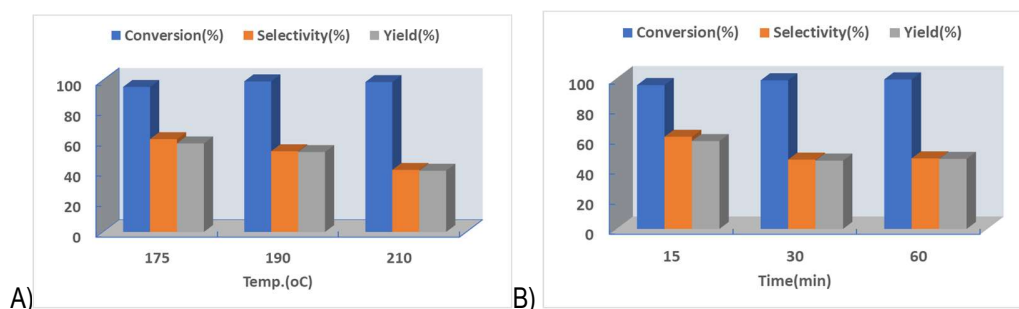 Conversion(%) Selectivity(%) Yield(%)
100
80
60
40
20
0
175 190 210
Temp.(oC)
A)
Conversion(%) Selectivity(%) Yield(%)
100
80
60
40
20
0
15 30 60
Time(min)
B)